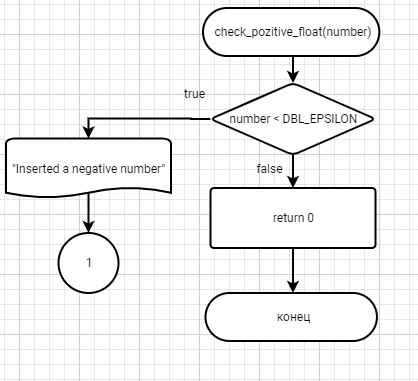 check_pozitive_float(number)
true
number < DBL_EPSILON
"Inserted a negative number"
false
return 0
1
конец